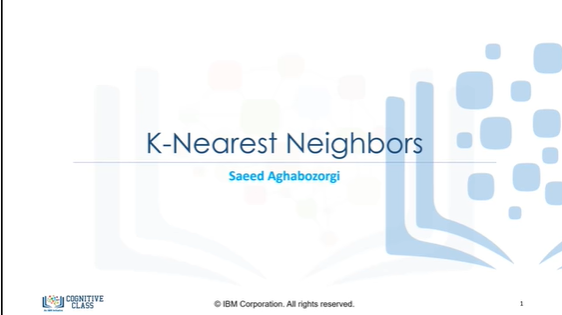 K-Nearest Neighbors
Saeed Aghabozorgi
COGNITIVE
CLASS
© IBM Corporation. All rights reserved.
1